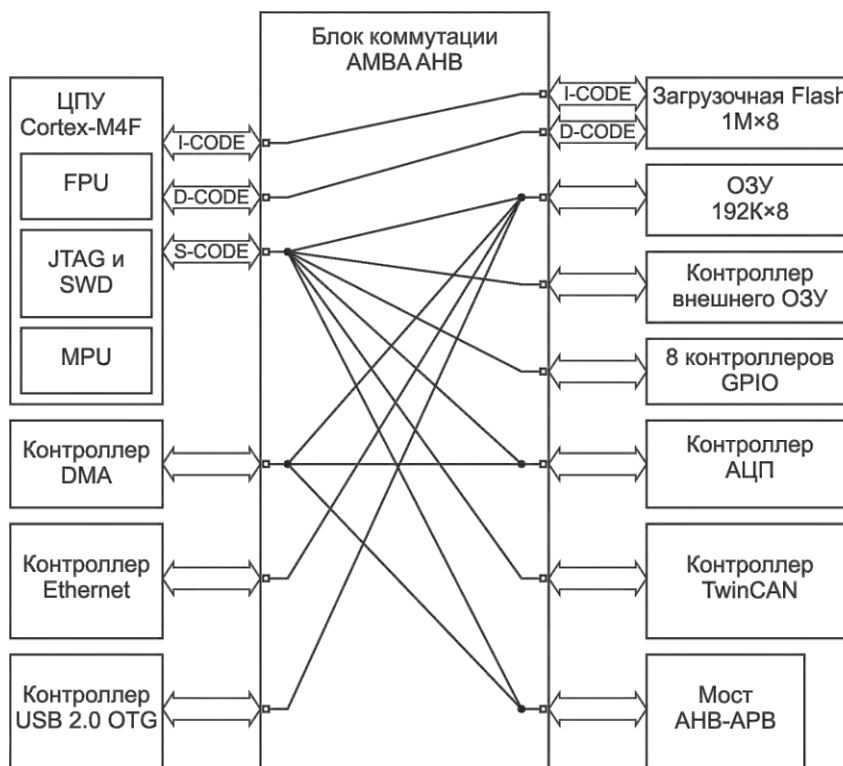 Блок коммутации
AMBA AHB
ЦПУ
Cortex-M4F
FPU
JTAG и
SWD
MPU
I-CODE
D-CODE
S-CODE
Контроллер
DMA
Контроллер
Ethernet
Контроллер
USB 2.0 OTG
I-CODE
D-CODE
Загрузочная Flash
1М×8
ОЗУ
192К×8
Контроллер
внешнего ОЗУ
8 контроллеров
GPIO
Контроллер
АЦП
Контроллер
TwinCAN
Мост
AHB-APB